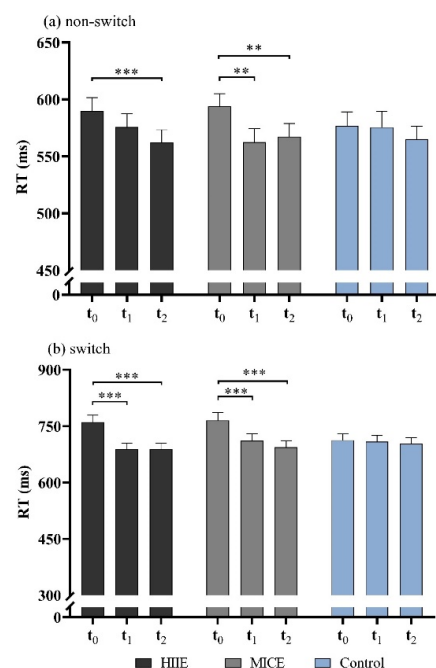 (a) non-switch
650
600
550
500
450
0
RT (ms)
***
**
**
t₀ t₁ t₂ t₀ t₁ t₂ t₀ t₁ t₂
(b) switch
900
750
600
450
300
0
RT (ms)
***
***
***
***
t₀ t₁ t₂ t₀ t₁ t₂ t₀ t₁ t₂
HIIE MICE Control